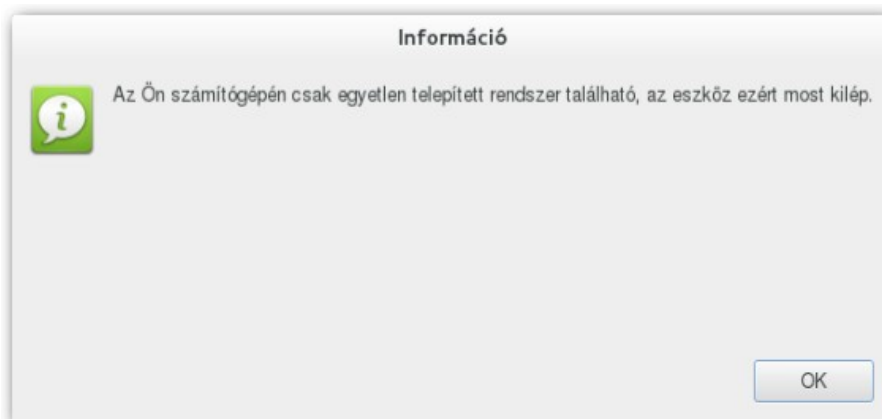 Információ
Az Ön számítógépén csak egyetlen telepített rendszer található, az eszköz ezért most kilép.
OK